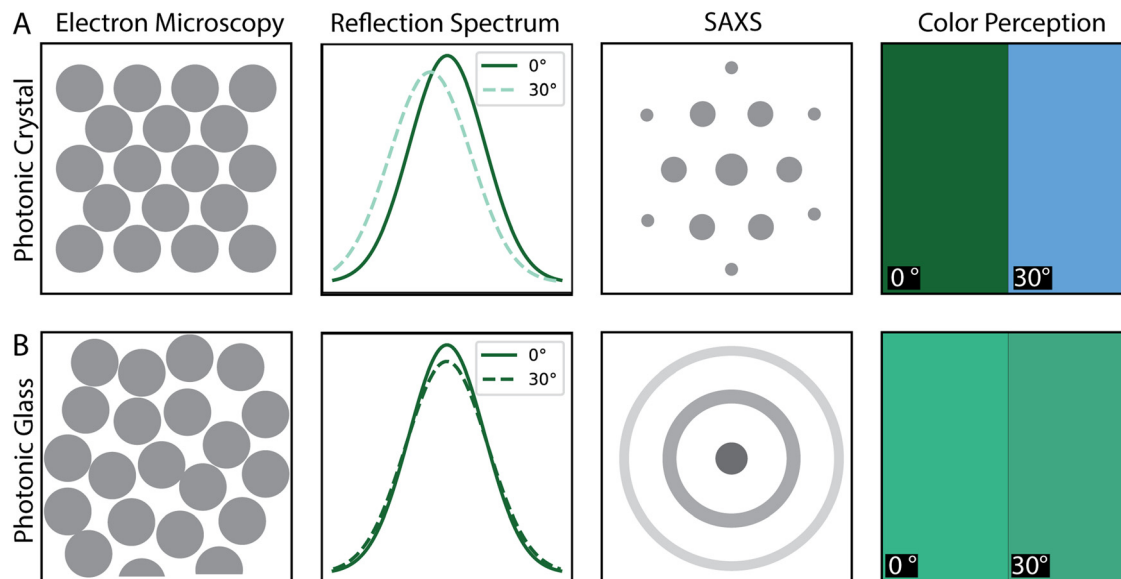 A Electron Microscopy Reflection Spectrum SAXS Color Perception
Photonic Crystal
0°
30°
0° 30°
B
Photonic Glass
0°
30°
0° 30°